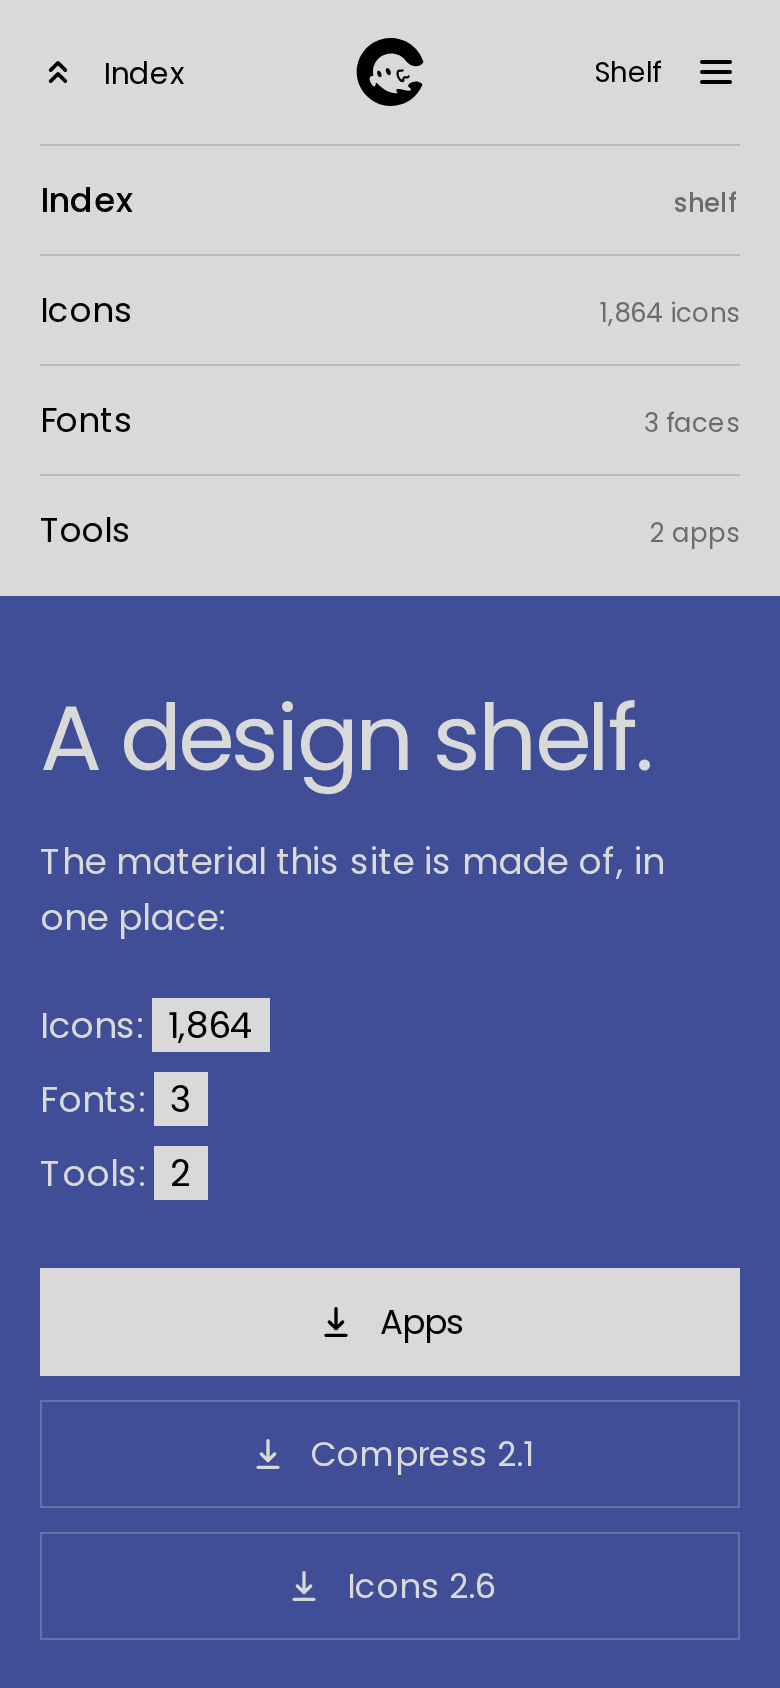 Index
Shelf
Index
shelf
Icons
1,864 icons
Fonts
3 faces
Tools
2 apps
A design shelf.
The material this site is made of, in
one place:
Icons: 1,864
Fonts: 3
Tools: 2
Apps
Compress 2.1
Icons 2.6